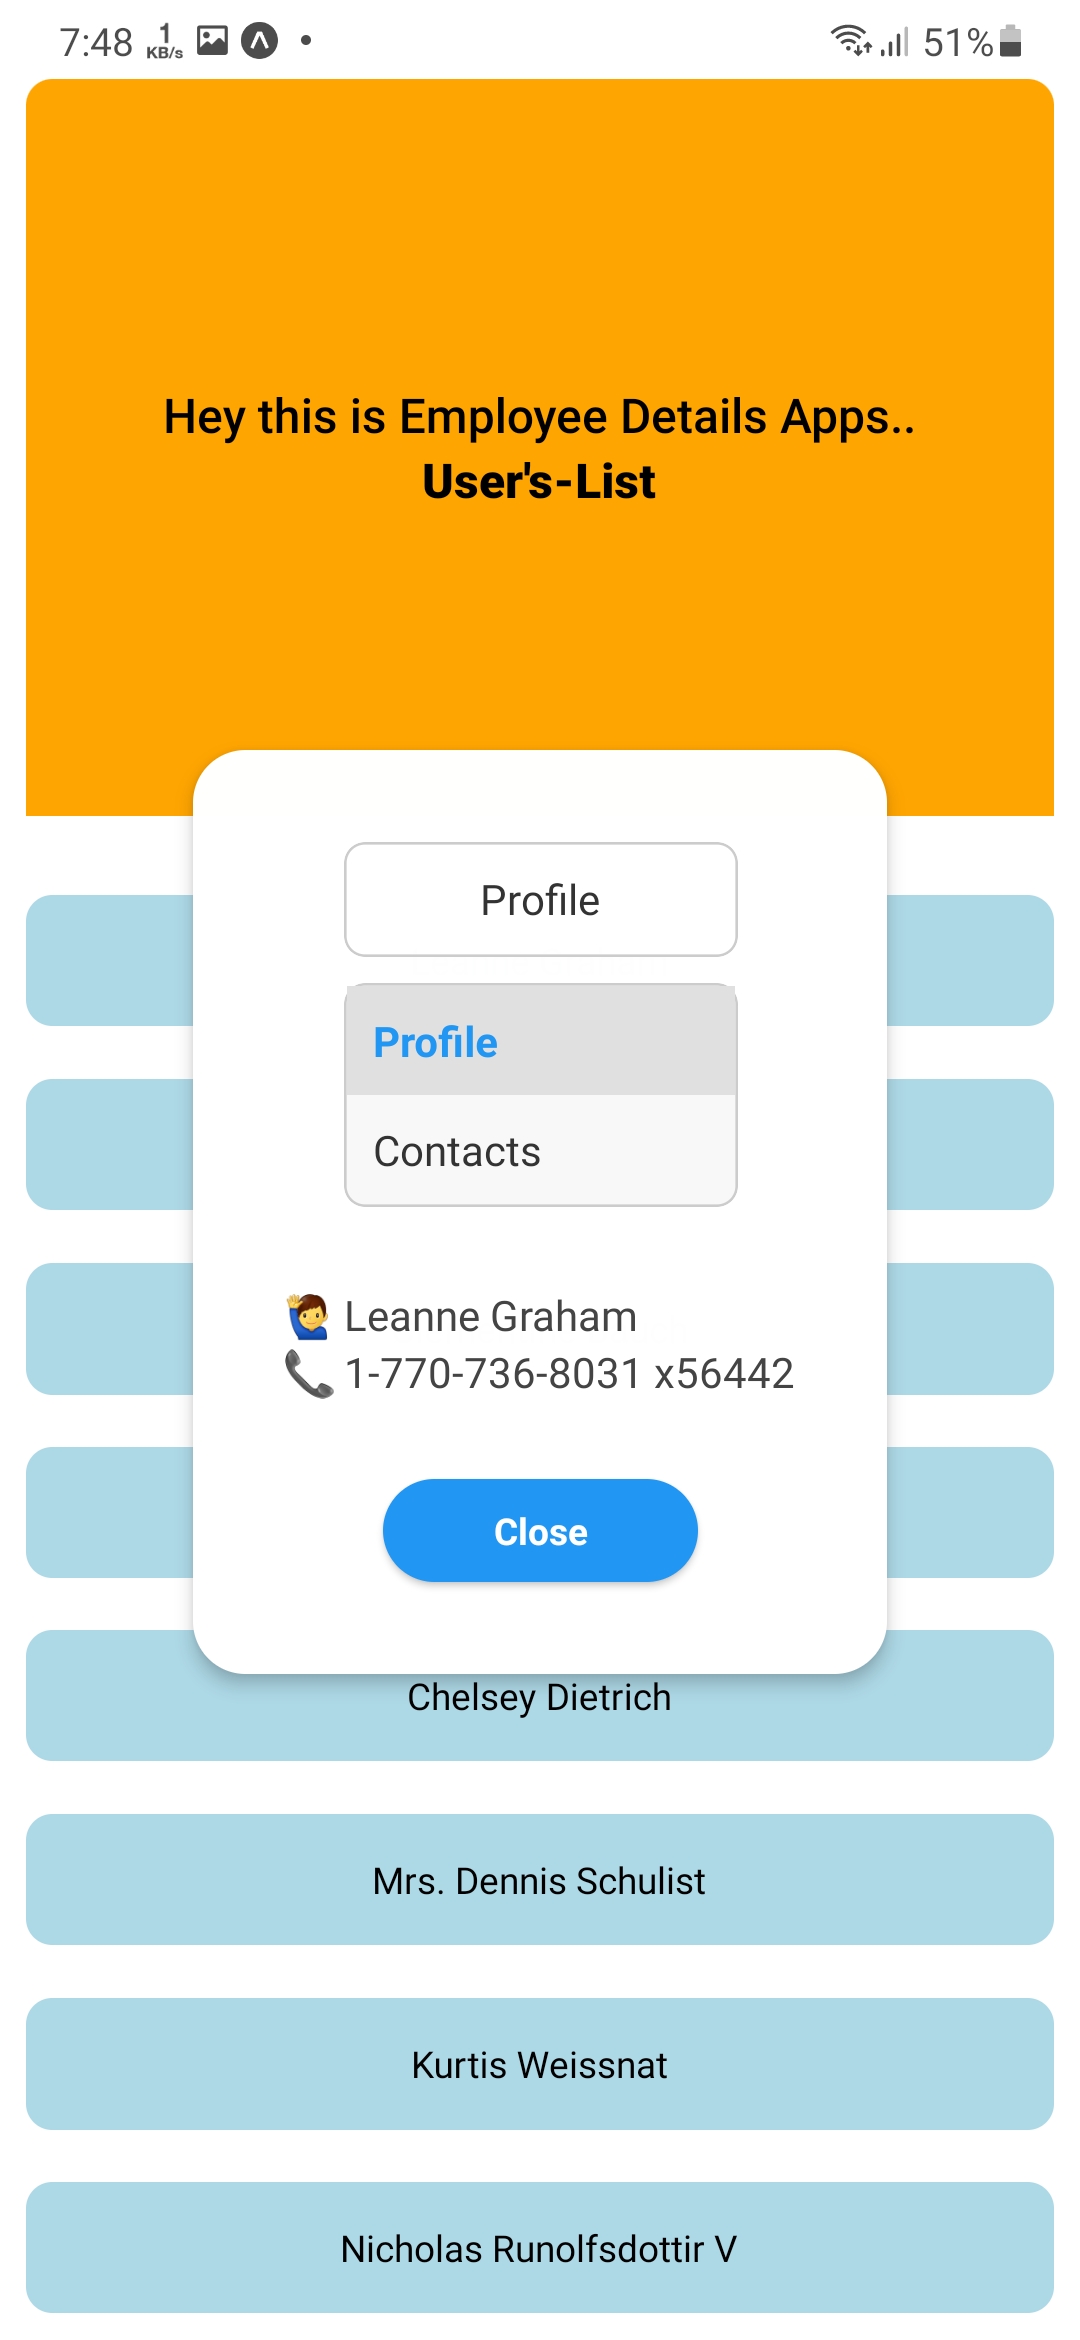 7:48 1 KB/s 51%
Hey this is Employee Details Apps..
User's-List
Profile
Profile
Contacts
Leanne Graham
1-770-736-8031 x56442
Close
Chelsey Dietrich
Mrs. Dennis Schulist
Kurtis Weissnat
Nicholas Runolfsdottir V